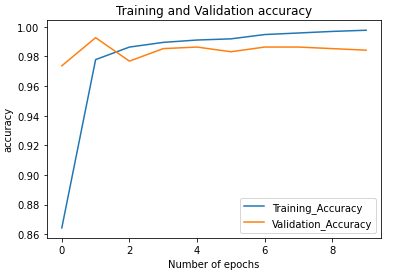 Training and Validation accuracy
1.00
0.98
0.96
0.94
0.92
0.90
0.88
0.86
accuracy
Training_Accuracy
Validation_Accuracy
0 2 4 6 8
Number of epochs